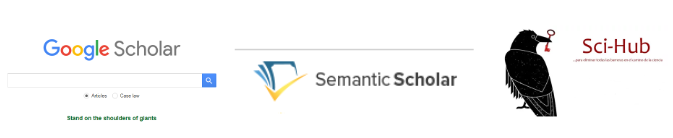 Google Scholar
Articles Case law
Stand on the shoulders of giants
Semantic Scholar
Sci-Hub